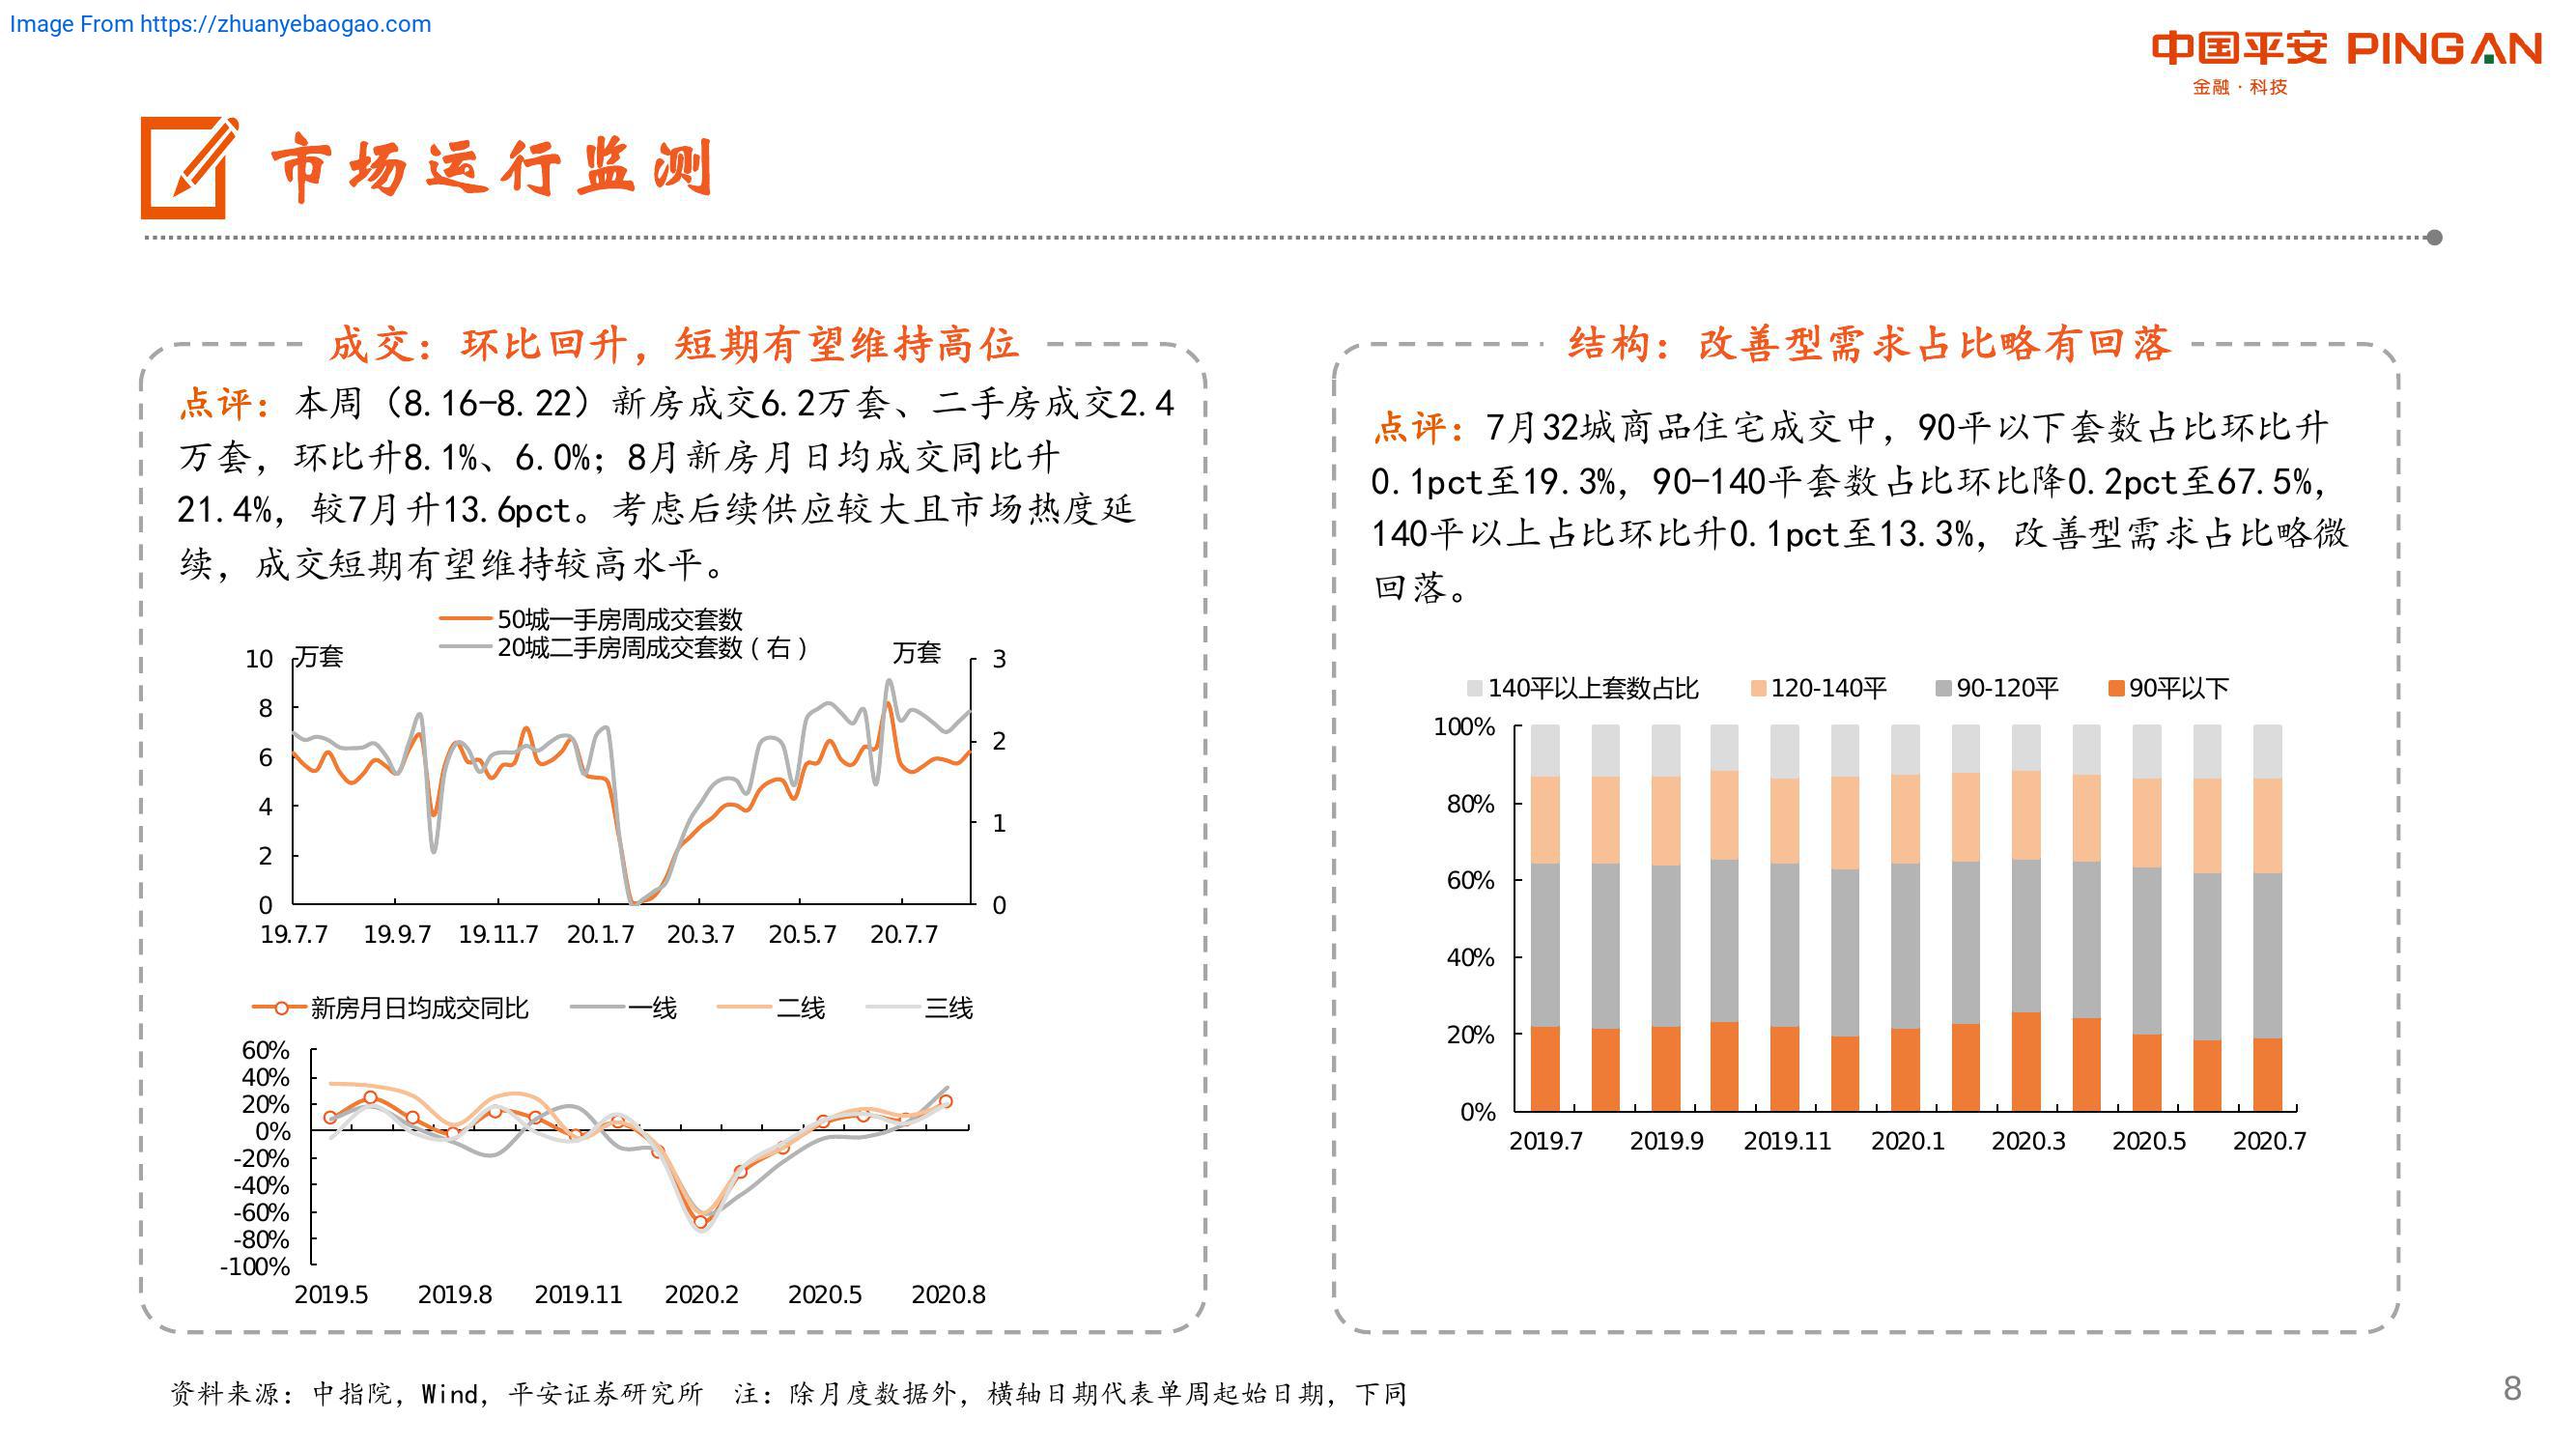 Image From https://zhuanyebaogao.com
中国平安 PINGAN
金融·科技
市场运行监测
成交：环比回升，短期有望维持高位
点评：本周（8.16-8.22）新房成交6.2万套、二手房成交2.4
万套，环比升8.1%、6.0%；8月新房月日均成交同比升
21.4%，较7月升13.6pct。考虑后续供应较大且市场热度延
续，成交短期有望维持较高水平。
50城一手房周成交套数
20城二手房周成交套数（右）
万套
万套
10
8
6
4
2
0
3
2
1
0
19.7.7 19.9.7 19.11.7 20.1.7 20.3.7 20.5.7 20.7.7
新房月日均成交同比 一线 二线 三线
60%
40%
20%
0%
-20%
-40%
-60%
-80%
-100%
2019.5 2019.8 2019.11 2020.2 2020.5 2020.8
结构：改善型需求占比略有回落
点评：7月32城商品住宅成交中，90平以下套数占比环比升
0.1pct至19.3%，90-140平套数占比环比降0.2pct至67.5%，
140平以上占比环比升0.1pct至13.3%，改善型需求占比略微
回落。
140平以上套数占比 120-140平 90-120平 90平以下
100%
80%
60%
40%
20%
0%
2019.7 2019.9 2019.11 2020.1 2020.3 2020.5 2020.7
资料来源：中指院，Wind，平安证券研究所 注：除月度数据外，横轴日期代表单周起始日期，下同
8